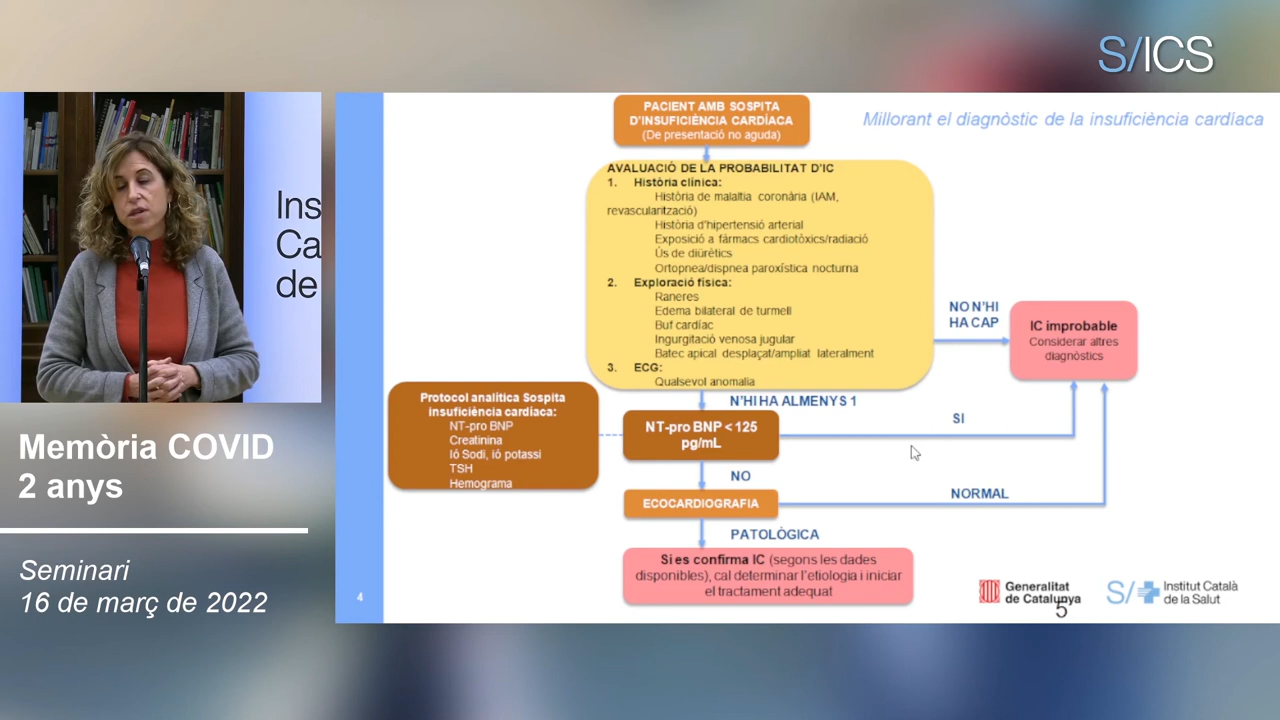 S/ICS
Ins
Ca
de
Memòria COVID
2 anys
Seminari
16 de març de 2022
Millorant el diagnòstic de la insuficiència cardíaca
PACIENT AMB SOSPITA
D'INSUFICIÈNCIA CARDÍACA
(De presentació no aguda)
AVALUACIÓ DE LA PROBABILITAT D'IC
1. Història clínica:
Història de malaltia coronària (IAM,
revascularització)
Història d'hipertensió arterial
Exposició a fàrmacs cardiotòxics/radiació
Ús de diürètics
Ortopnea/dispnea paroxística nocturna
2. Exploració física:
Raneres
Edema bilateral de turmell
Buf cardíac
Ingurgitació venosa jugular
Batec apical desplaçat/ampliat lateralment
3. ECG:
Qualsevol anomalia
NO N'HI
HA CAP
IC improbable
Considerar altres
diagnòstics
N'HI HA ALMENYS 1
Protocol analítica Sospita
insuficiència cardíaca:
NT-pro BNP
Creatinina
Ió Sodi, ió potassi
TSH
Hemograma
NT-pro BNP < 125
pg/mL
SI
NO
ECOCARDIOGRAFIA
NORMAL
PATOLÒGICA
Si es confirma IC (segons les dades
disponibles), cal determinar l'etiologia i iniciar
el tractament adequat
4
Generalitat
de Catalunya
5
S/
Institut Català
de la Salut